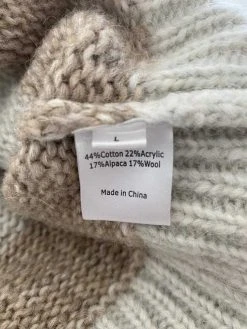 L
44%Cotton 22%Acrylic
17%Alpaca 17%Wool
Made in China